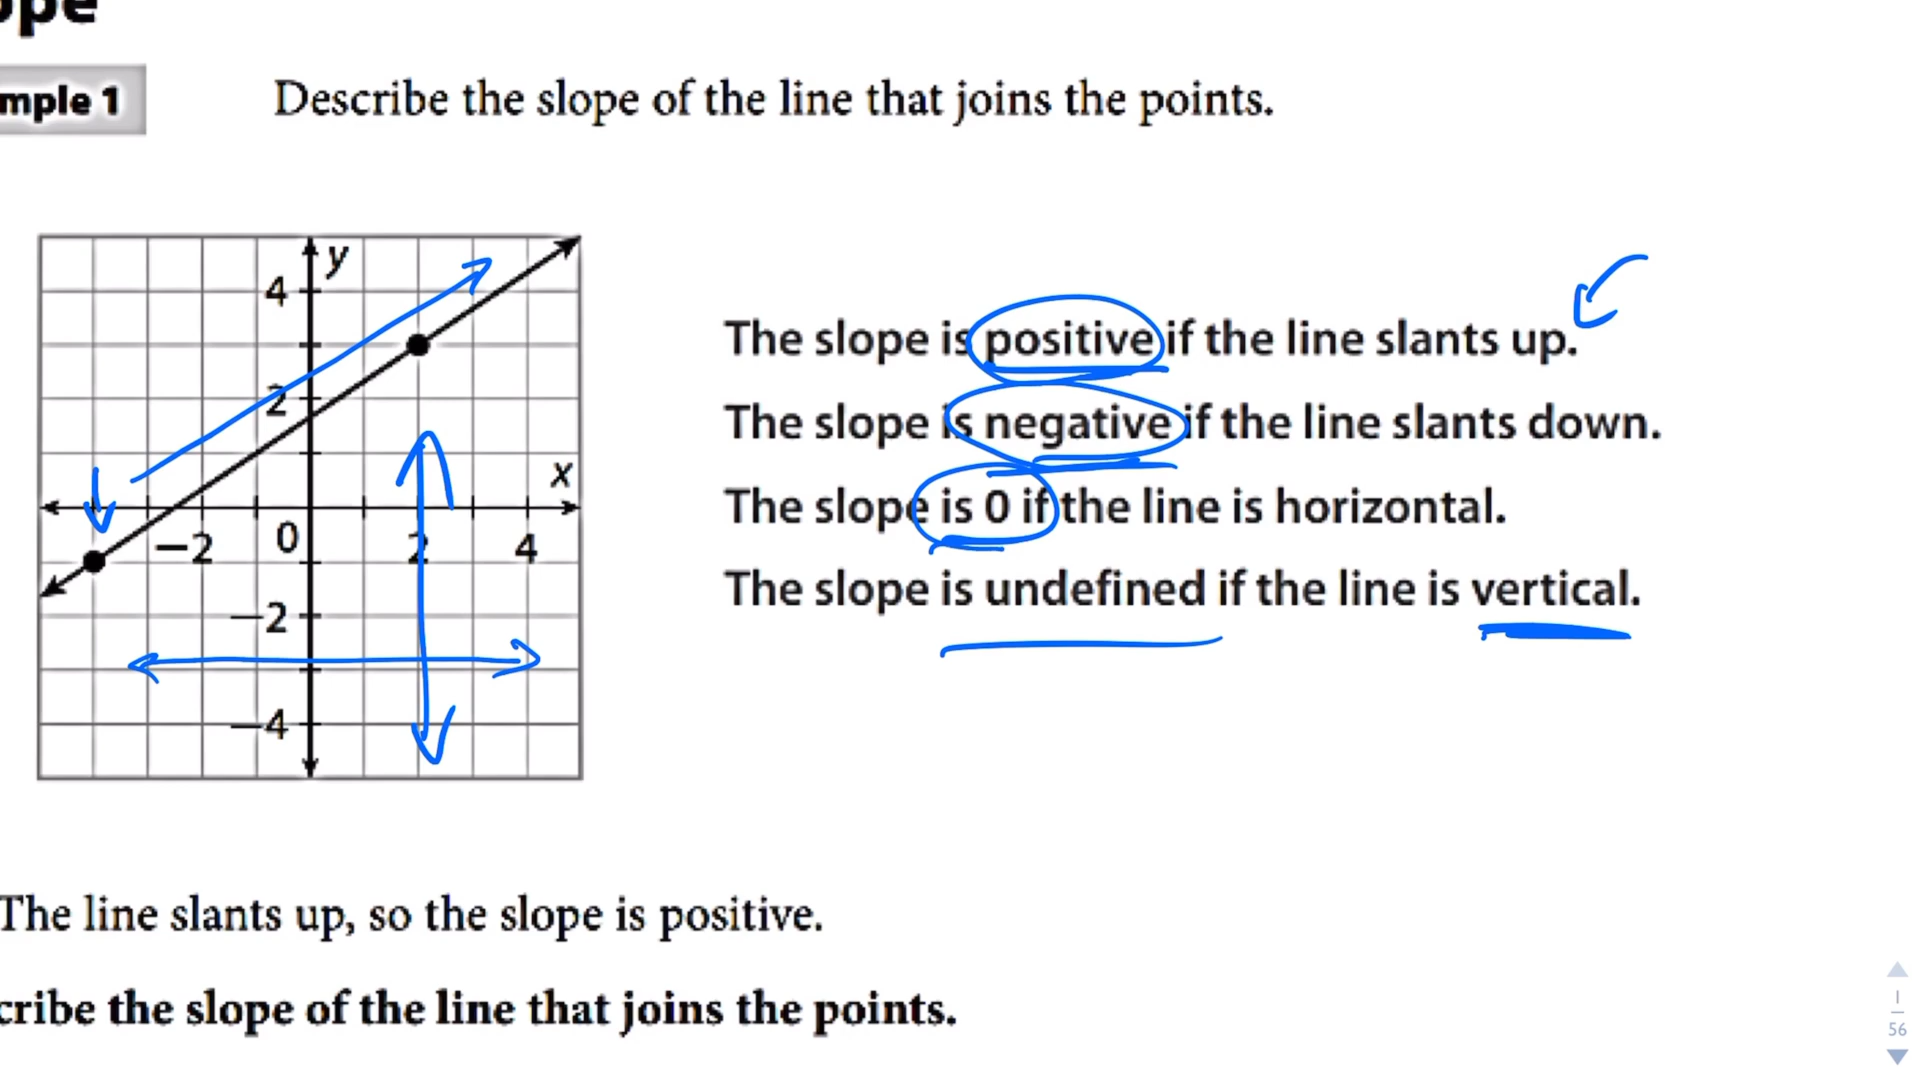 ope
mple 1
Describe the slope of the line that joins the points.
y
4
2
x
−2 0 2 4
−2
−4
The slope is positive if the line slants up.
The slope is negative if the line slants down.
The slope is 0 if the line is horizontal.
The slope is undefined if the line is vertical.
The line slants up, so the slope is positive.
cribe the slope of the line that joins the points.
1
56